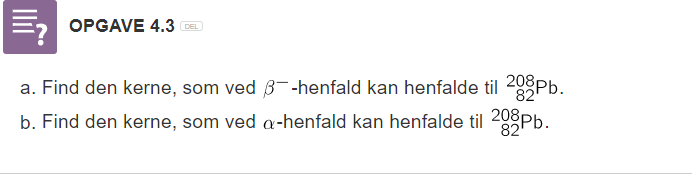 OPGAVE 4.3 DEL
a. Find den kerne, som ved β⁻-henfald kan henfalde til ²⁰⁸₈₂Pb.
b. Find den kerne, som ved α-henfald kan henfalde til ²⁰⁸₈₂Pb.